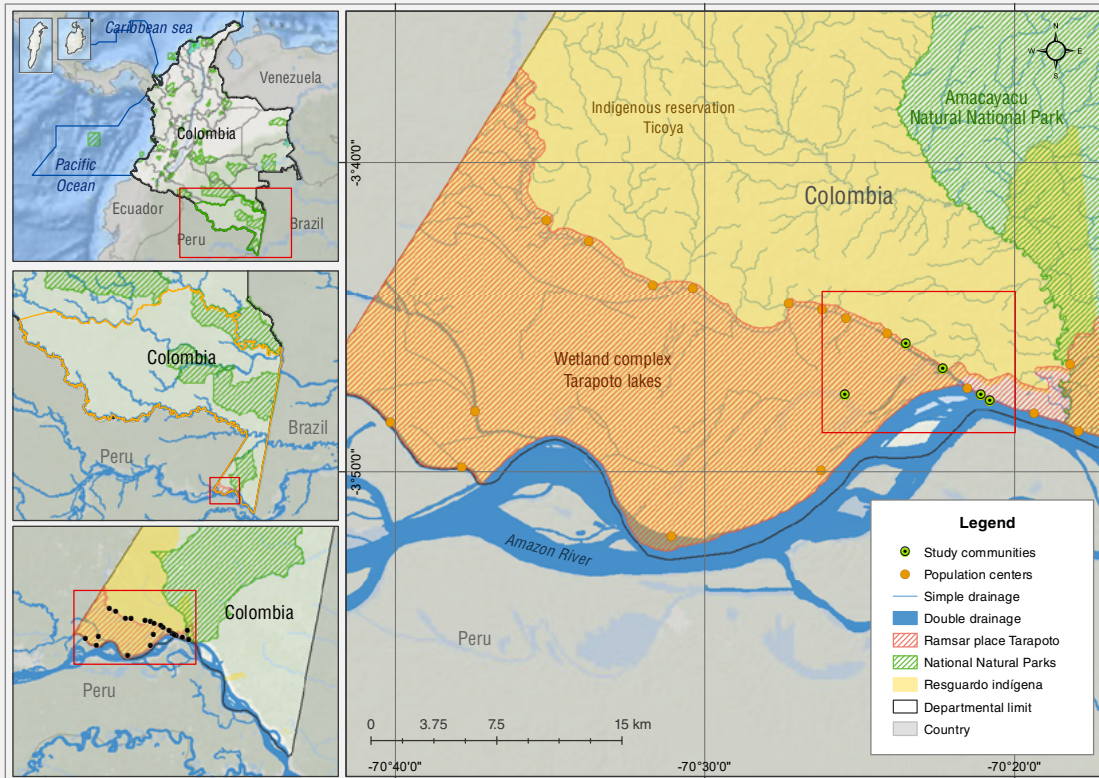 Caribbean sea
Venezuela
Colombia
Pacific
Ocean
Ecuador
Peru
Brazil
Colombia
Brazil
Peru
Colombia
Peru
N
W E
S
Indigenous reservation
Ticoya
Amacayacu
Natural National Park
Colombia
-3°40'0"
Wetland complex
Tarapoto lakes
-3°50'0"
Amazon River
Peru
0 3.75 7.5 15 km
-70°40'0" -70°30'0" -70°20'0"
Legend
Study communities
Population centers
Simple drainage
Double drainage
Ramsar place Tarapoto
National Natural Parks
Resguardo indígena
Departmental limit
Country